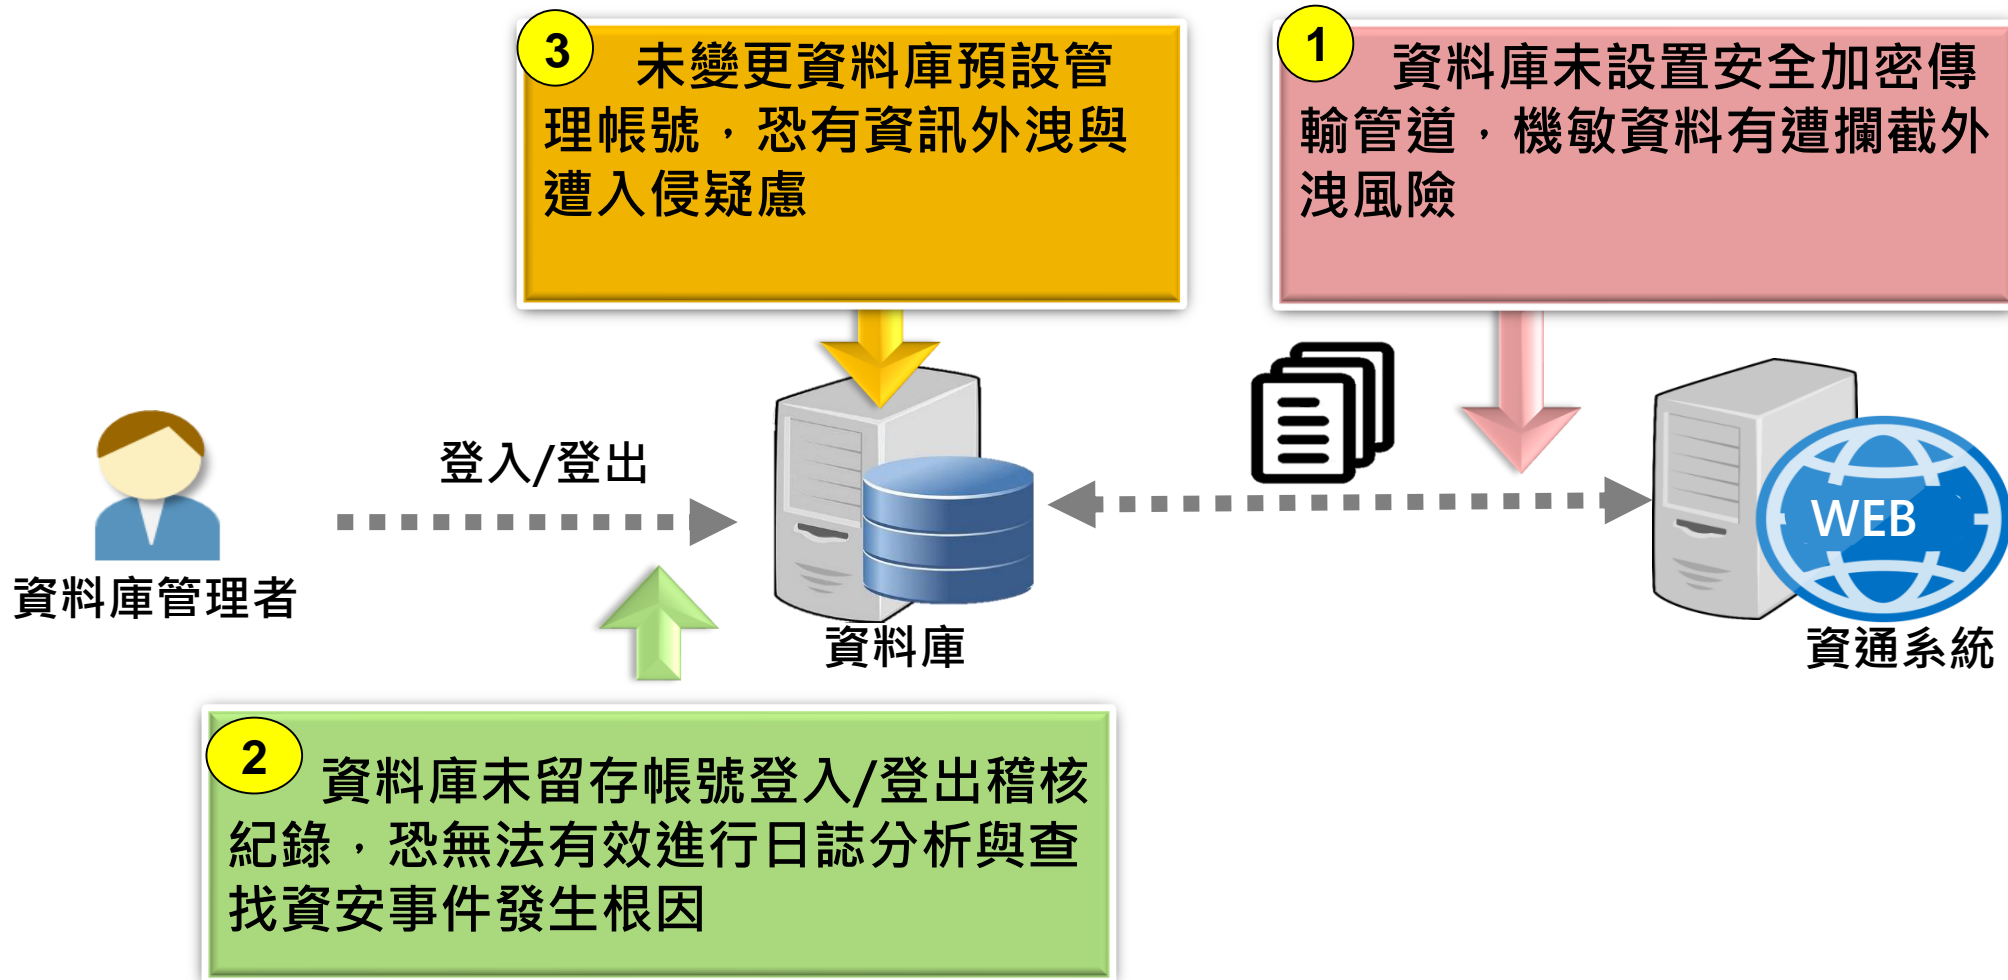 3
未變更資料庫預設管
理帳號，恐有資訊外洩與
遭入侵疑慮
1
資料庫未設置安全加密傳
輸管道，機敏資料有遭攔截外
洩風險
登入/登出
WEB
資料庫管理者
資料庫
資通系統
2
資料庫未留存帳號登入/登出稽核
紀錄，恐無法有效進行日誌分析與查
找資安事件發生根因